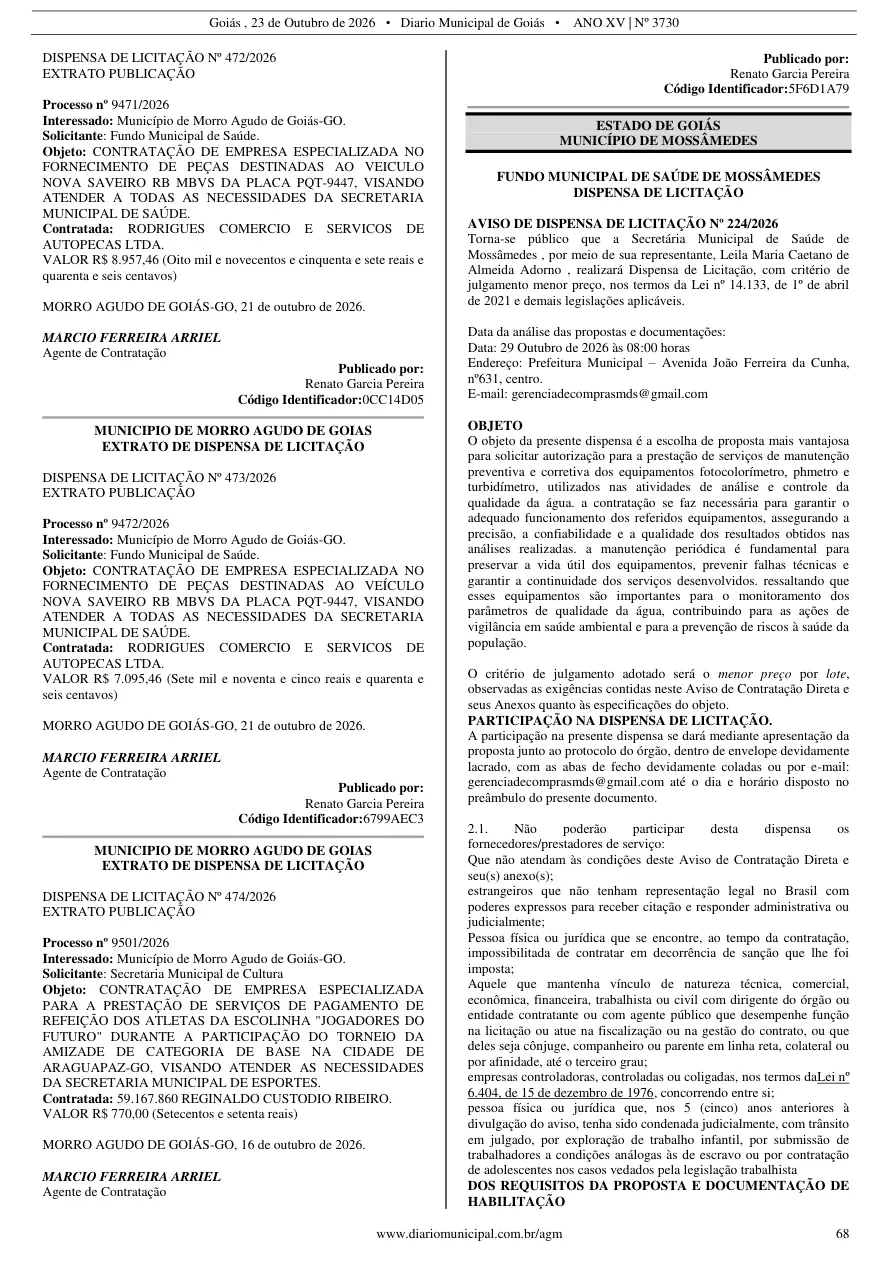 Goiás , 23 de Outubro de 2026 • Diario Municipal de Goiás • ANO XV | Nº 3730
DISPENSA DE LICITAÇÃO Nº 472/2026
EXTRATO PUBLICAÇÃO
Processo nº 9471/2026
Interessado: Município de Morro Agudo de Goiás-GO.
Solicitante: Fundo Municipal de Saúde.
Objeto: CONTRATAÇÃO DE EMPRESA ESPECIALIZADA NO
FORNECIMENTO DE PEÇAS DESTINADAS AO VEICULO
NOVA SAVEIRO RB MBVS DA PLACA PQT-9447, VISANDO
ATENDER A TODAS AS NECESSIDADES DA SECRETARIA
MUNICIPAL DE SAÚDE.
Contratada: RODRIGUES COMERCIO E SERVICOS DE
AUTOPECAS LTDA.
VALOR R$ 8.957,46 (Oito mil e novecentos e cinquenta e sete reais e
quarenta e seis centavos)
MORRO AGUDO DE GOIÁS-GO, 21 de outubro de 2026.
MARCIO FERREIRA ARRIEL
Agente de Contratação
Publicado por:
Renato Garcia Pereira
Código Identificador:0CC14D05
MUNICIPIO DE MORRO AGUDO DE GOIAS
EXTRATO DE DISPENSA DE LICITAÇÃO
DISPENSA DE LICITAÇÃO Nº 473/2026
EXTRATO PUBLICAÇÃO
Processo nº 9472/2026
Interessado: Município de Morro Agudo de Goiás-GO.
Solicitante: Fundo Municipal de Saúde.
Objeto: CONTRATAÇÃO DE EMPRESA ESPECIALIZADA NO
FORNECIMENTO DE PEÇAS DESTINADAS AO VEÍCULO
NOVA SAVEIRO RB MBVS DA PLACA PQT-9447, VISANDO
ATENDER A TODAS AS NECESSIDADES DA SECRETARIA
MUNICIPAL DE SAÚDE.
Contratada: RODRIGUES COMERCIO E SERVICOS DE
AUTOPECAS LTDA.
VALOR R$ 7.095,46 (Sete mil e noventa e cinco reais e quarenta e
seis centavos)
MORRO AGUDO DE GOIÁS-GO, 21 de outubro de 2026.
MARCIO FERREIRA ARRIEL
Agente de Contratação
Publicado por:
Renato Garcia Pereira
Código Identificador:6799AEC3
MUNICIPIO DE MORRO AGUDO DE GOIAS
EXTRATO DE DISPENSA DE LICITAÇÃO
DISPENSA DE LICITAÇÃO Nº 474/2026
EXTRATO PUBLICAÇÃO
Processo nº 9501/2026
Interessado: Município de Morro Agudo de Goiás-GO.
Solicitante: Secretaria Municipal de Cultura
Objeto: CONTRATAÇÃO DE EMPRESA ESPECIALIZADA
PARA A PRESTAÇÃO DE SERVIÇOS DE PAGAMENTO DE
REFEIÇÃO DOS ATLETAS DA ESCOLINHA "JOGADORES DO
FUTURO" DURANTE A PARTICIPAÇÃO DO TORNEIO DA
AMIZADE DE CATEGORIA DE BASE NA CIDADE DE
ARAGUAPAZ-GO, VISANDO ATENDER AS NECESSIDADES
DA SECRETARIA MUNICIPAL DE ESPORTES.
Contratada: 59.167.860 REGINALDO CUSTODIO RIBEIRO.
VALOR R$ 770,00 (Setecentos e setenta reais)
MORRO AGUDO DE GOIÁS-GO, 16 de outubro de 2026.
MARCIO FERREIRA ARRIEL
Agente de Contratação
Publicado por:
Renato Garcia Pereira
Código Identificador:5F6D1A79
ESTADO DE GOIÁS
MUNICÍPIO DE MOSSÂMEDES
FUNDO MUNICIPAL DE SAÚDE DE MOSSÂMEDES
DISPENSA DE LICITAÇÃO
AVISO DE DISPENSA DE LICITAÇÃO Nº 224/2026
Torna-se público que a Secretária Municipal de Saúde de
Mossâmedes , por meio de sua representante, Leila Maria Caetano de
Almeida Adorno , realizará Dispensa de Licitação, com critério de
julgamento menor preço, nos termos da Lei nº 14.133, de 1º de abril
de 2021 e demais legislações aplicáveis.
Data da análise das propostas e documentações:
Data: 29 Outubro de 2026 às 08:00 horas
Endereço: Prefeitura Municipal – Avenida João Ferreira da Cunha,
nº631, centro.
E-mail: gerenciadecomprasmds@gmail.com
OBJETO
O objeto da presente dispensa é a escolha de proposta mais vantajosa
para solicitar autorização para a prestação de serviços de manutenção
preventiva e corretiva dos equipamentos fotocolorímetro, phmetro e
turbidímetro, utilizados nas atividades de análise e controle da
qualidade da água. a contratação se faz necessária para garantir o
adequado funcionamento dos referidos equipamentos, assegurando a
precisão, a confiabilidade e a qualidade dos resultados obtidos nas
análises realizadas. a manutenção periódica é fundamental para
preservar a vida útil dos equipamentos, prevenir falhas técnicas e
garantir a continuidade dos serviços desenvolvidos. ressaltando que
esses equipamentos são importantes para o monitoramento dos
parâmetros de qualidade da água, contribuindo para as ações de
vigilância em saúde ambiental e para a prevenção de riscos à saúde da
população.
O critério de julgamento adotado será o menor preço por lote,
observadas as exigências contidas neste Aviso de Contratação Direta e
seus Anexos quanto às especificações do objeto.
PARTICIPAÇÃO NA DISPENSA DE LICITAÇÃO.
A participação na presente dispensa se dará mediante apresentação da
proposta junto ao protocolo do órgão, dentro de envelope devidamente
lacrado, com as abas de fecho devidamente coladas ou por e-mail:
gerenciadecomprasmds@gmail.com até o dia e horário disposto no
preâmbulo do presente documento.
2.1. Não poderão participar desta dispensa os
fornecedores/prestadores de serviço:
Que não atendam às condições deste Aviso de Contratação Direta e
seu(s) anexo(s);
estrangeiros que não tenham representação legal no Brasil com
poderes expressos para receber citação e responder administrativa ou
judicialmente;
Pessoa física ou jurídica que se encontre, ao tempo da contratação,
impossibilitada de contratar em decorrência de sanção que lhe foi
imposta;
Aquele que mantenha vínculo de natureza técnica, comercial,
econômica, financeira, trabalhista ou civil com dirigente do órgão ou
entidade contratante ou com agente público que desempenhe função
na licitação ou atue na fiscalização ou na gestão do contrato, ou que
deles seja cônjuge, companheiro ou parente em linha reta, colateral ou
por afinidade, até o terceiro grau;
empresas controladoras, controladas ou coligadas, nos termos daLei nº
6.404, de 15 de dezembro de 1976, concorrendo entre si;
pessoa física ou jurídica que, nos 5 (cinco) anos anteriores à
divulgação do aviso, tenha sido condenada judicialmente, com trânsito
em julgado, por exploração de trabalho infantil, por submissão de
trabalhadores a condições análogas às de escravo ou por contratação
de adolescentes nos casos vedados pela legislação trabalhista
DOS REQUISITOS DA PROPOSTA E DOCUMENTAÇÃO DE
HABILITAÇÃO
www.diariomunicipal.com.br/agm 68